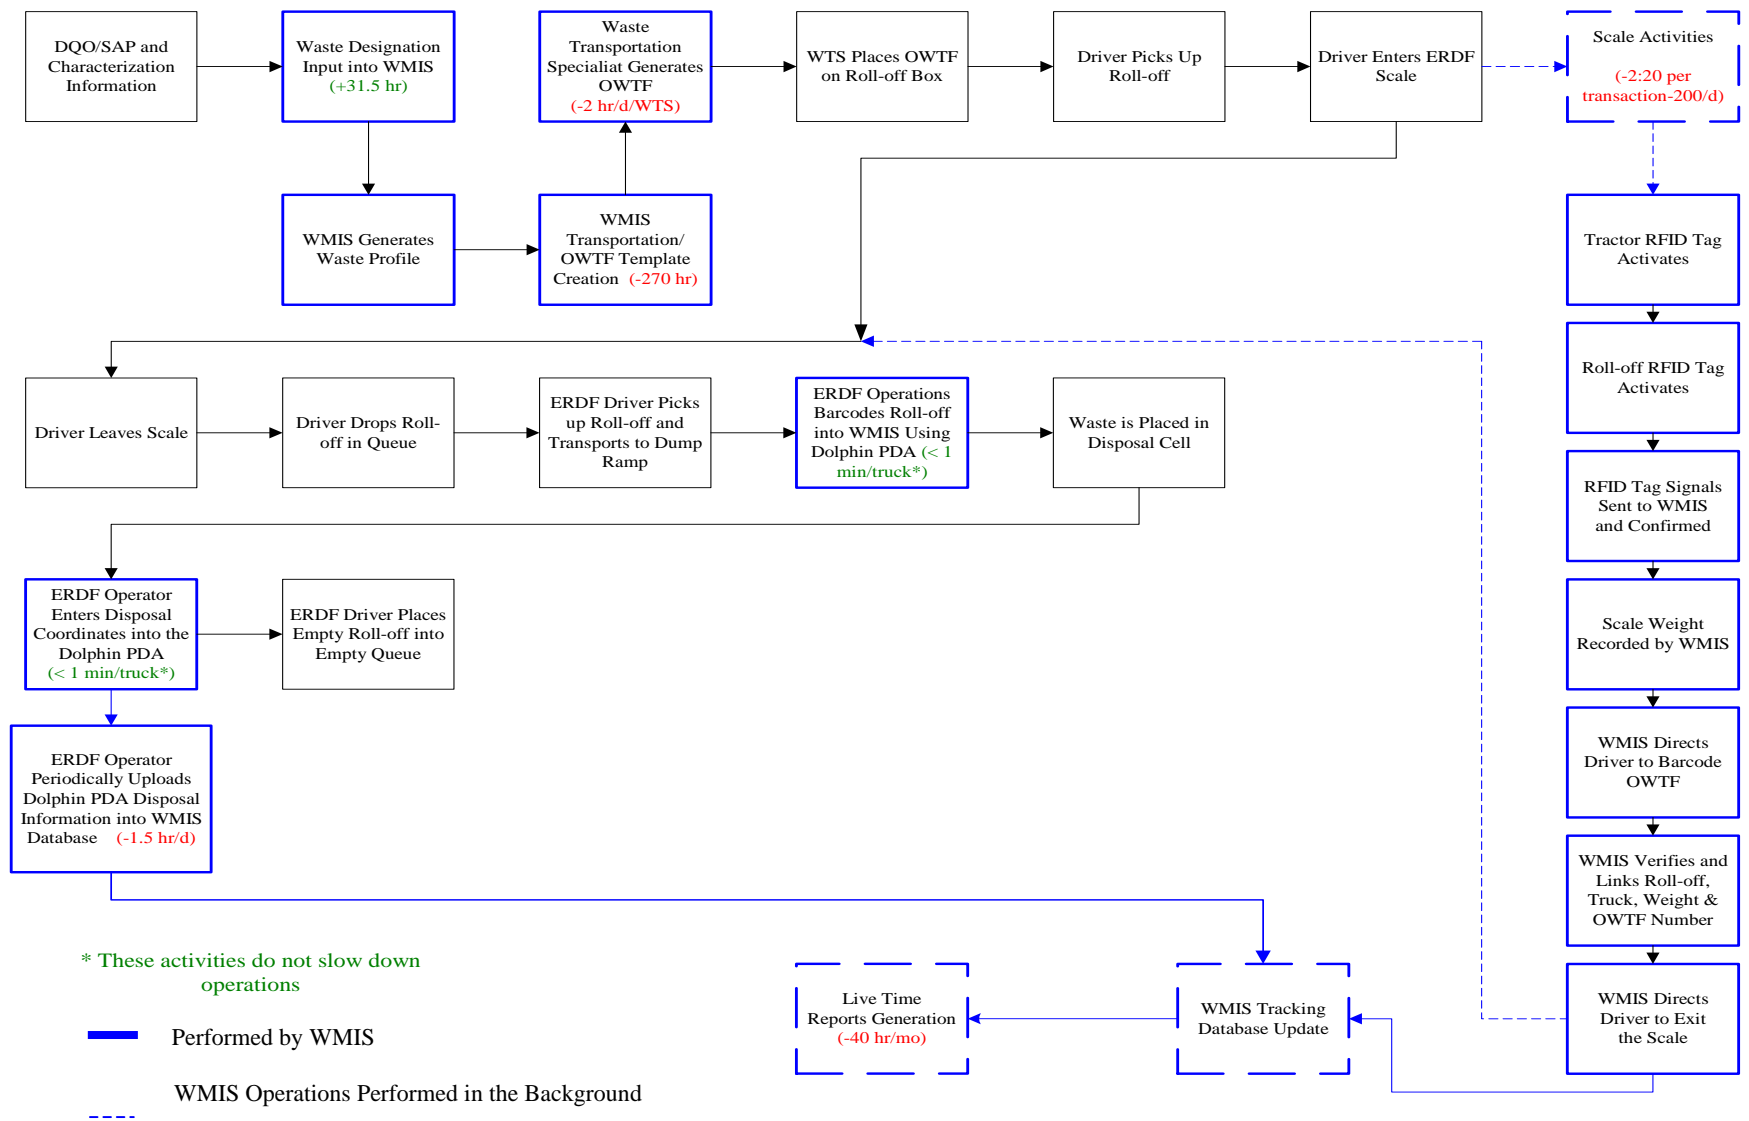 DQO/SAP and
Characterization
Information
Waste Designation
Input into WMIS
(+31.5 hr)
Waste
Transportation
Specialiat Generates
OWTF
(-2 hr/d/WTS)
WTS Places OWTF
on Roll-off Box
Driver Picks Up
Roll-off
Driver Enters ERDF
Scale
Scale Activities
(-2:20 per
transaction-200/d)
WMIS Generates
Waste Profile
WMIS
Transportation/
OWTF Template
Creation (-270 hr)
Tractor RFID Tag
Activates
Roll-off RFID Tag
Activates
Driver Leaves Scale
Driver Drops Roll-
off in Queue
ERDF Driver Picks
up Roll-off and
Transports to Dump
Ramp
ERDF Operations
Barcodes Roll-off
into WMIS Using
Dolphin PDA (< 1
min/truck*)
Waste is Placed in
Disposal Cell
RFID Tag Signals
Sent to WMIS
and Confirmed
ERDF Operator
Enters Disposal
Coordinates into the
Dolphin PDA
(< 1 min/truck*)
ERDF Driver Places
Empty Roll-off into
Empty Queue
Scale Weight
Recorded by WMIS
ERDF Operator
Periodically Uploads
Dolphin PDA Disposal
Information into WMIS
Database (-1.5 hr/d)
WMIS Directs
Driver to Barcode
OWTF
WMIS Verifies and
Links Roll-off,
Truck, Weight &
OWTF Number
* These activities do not slow down
operations
Live Time
Reports Generation
(-40 hr/mo)
WMIS Tracking
Database Update
WMIS Directs
Driver to Exit
the Scale
Performed by WMIS
WMIS Operations Performed in the Background